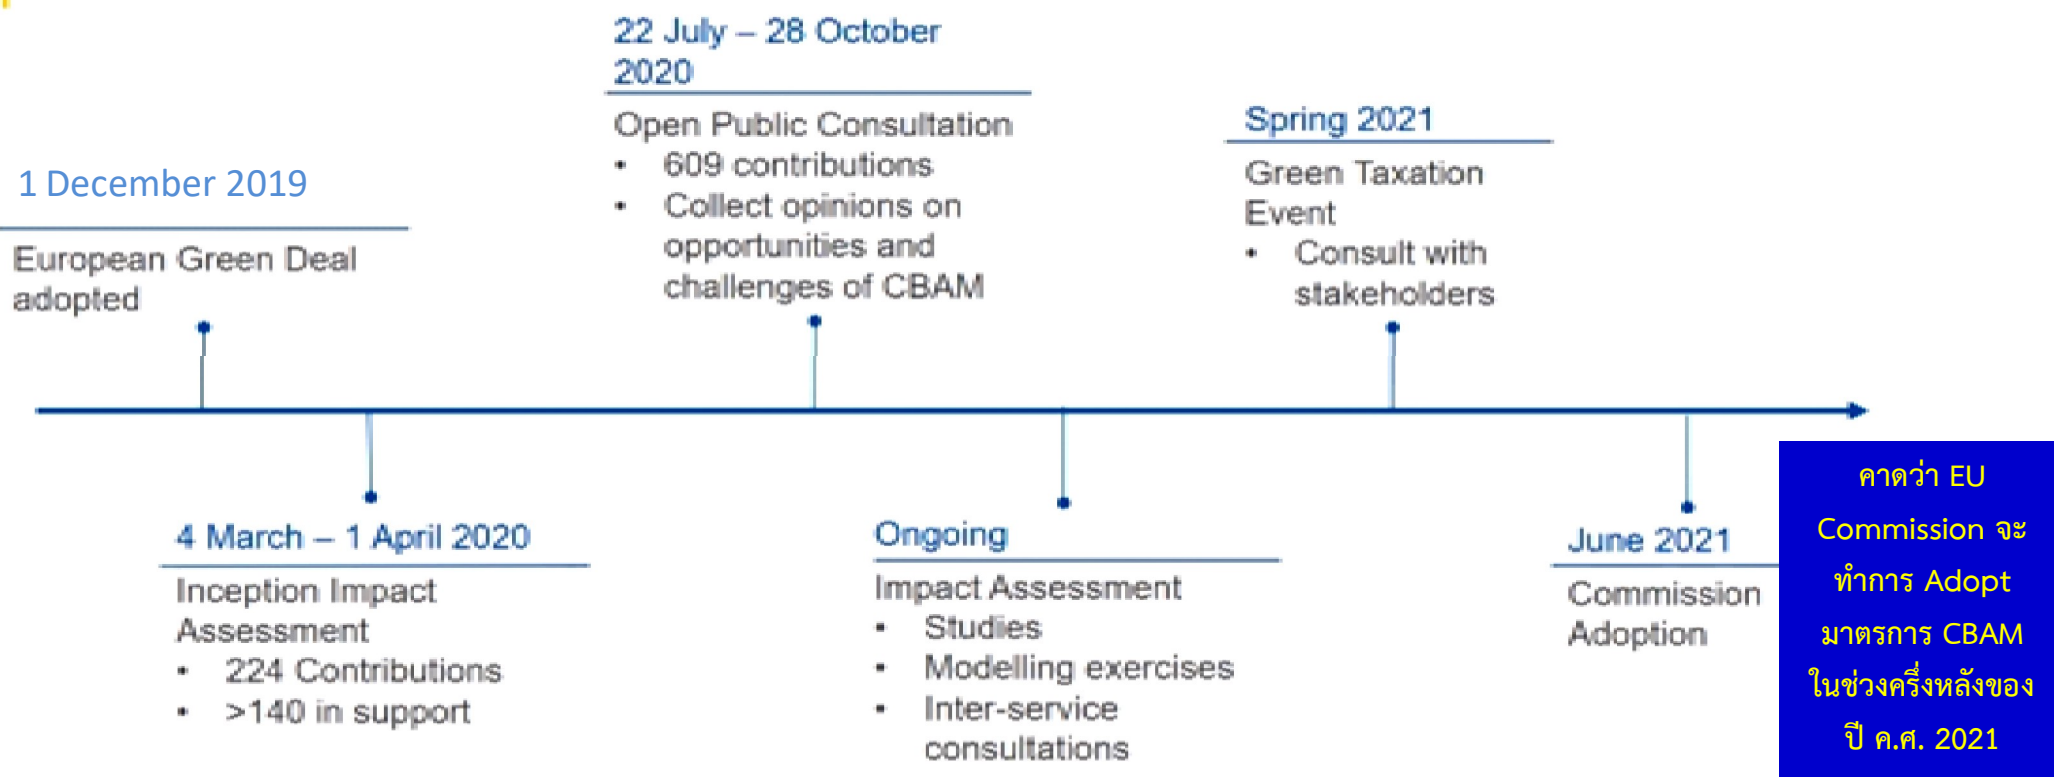 1 December 2019
European Green Deal
adopted
4 March – 1 April 2020
Inception Impact
Assessment
• 224 Contributions
• >140 in support
22 July – 28 October
2020
Open Public Consultation
• 609 contributions
• Collect opinions on
opportunities and
challenges of CBAM
Ongoing
Impact Assessment
• Studies
• Modelling exercises
• Inter-service
consultations
Spring 2021
Green Taxation
Event
• Consult with
stakeholders
June 2021
Commission
Adoption
คาดว่า EU
Commission จะ
ทำการ Adopt
มาตรการ CBAM
ในช่วงครึ่งหลังของ
ปี ค.ศ. 2021